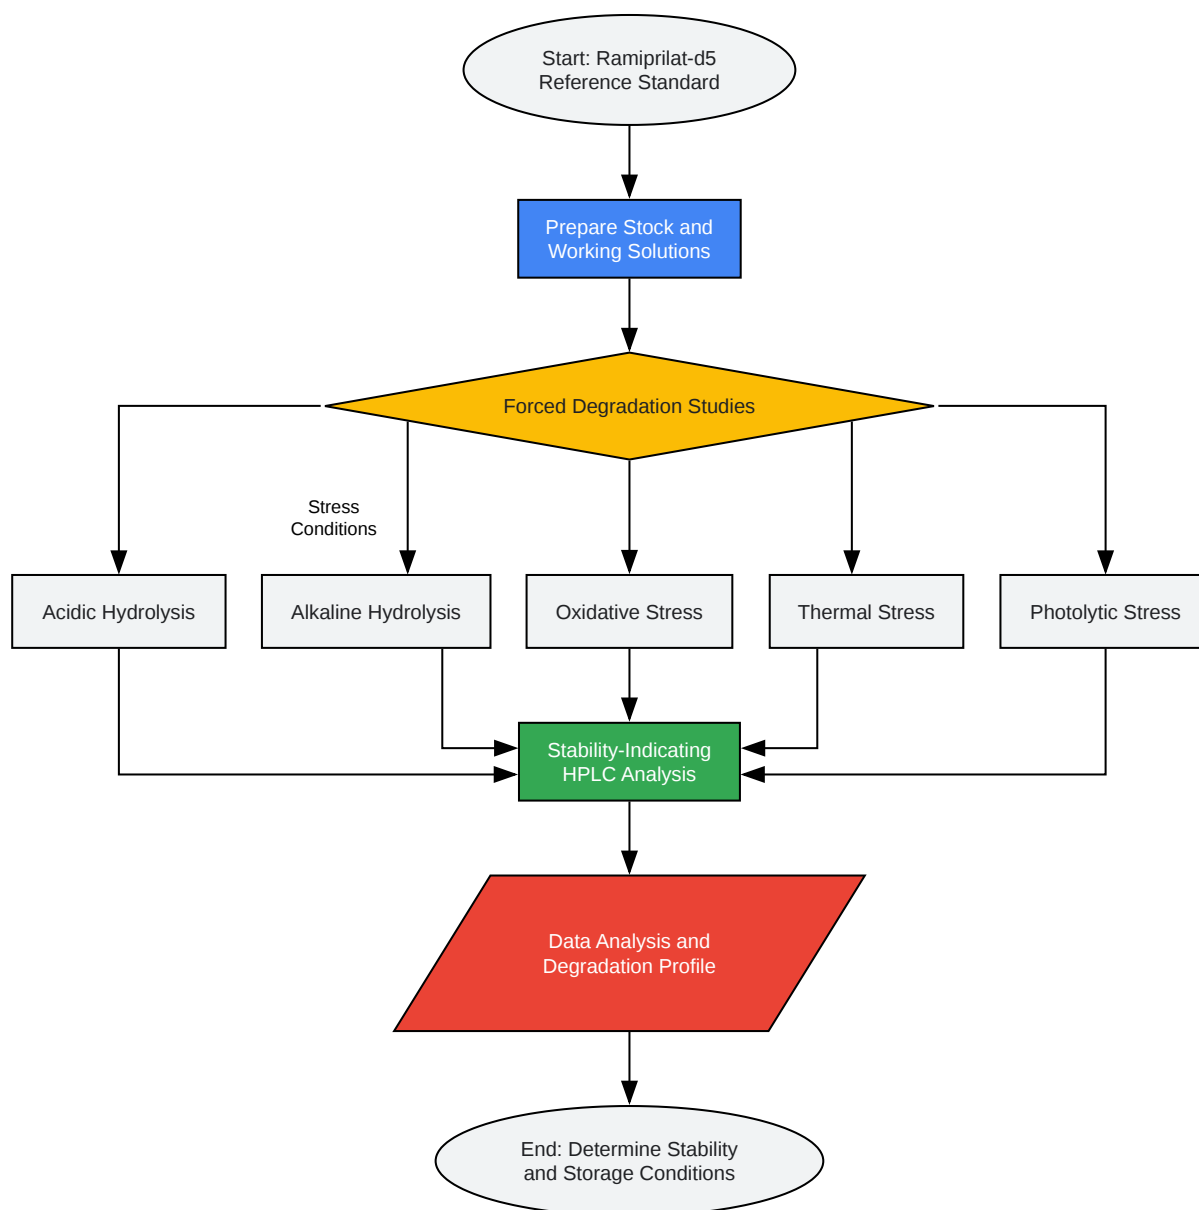 Start: Ramiprilat-d5
Reference Standard
Prepare Stock and
Working Solutions
Forced Degradation Studies
Stress
Conditions
Acidic Hydrolysis
Alkaline Hydrolysis
Oxidative Stress
Thermal Stress
Photolytic Stress
Stability-Indicating
HPLC Analysis
Data Analysis and
Degradation Profile
End: Determine Stability
and Storage Conditions